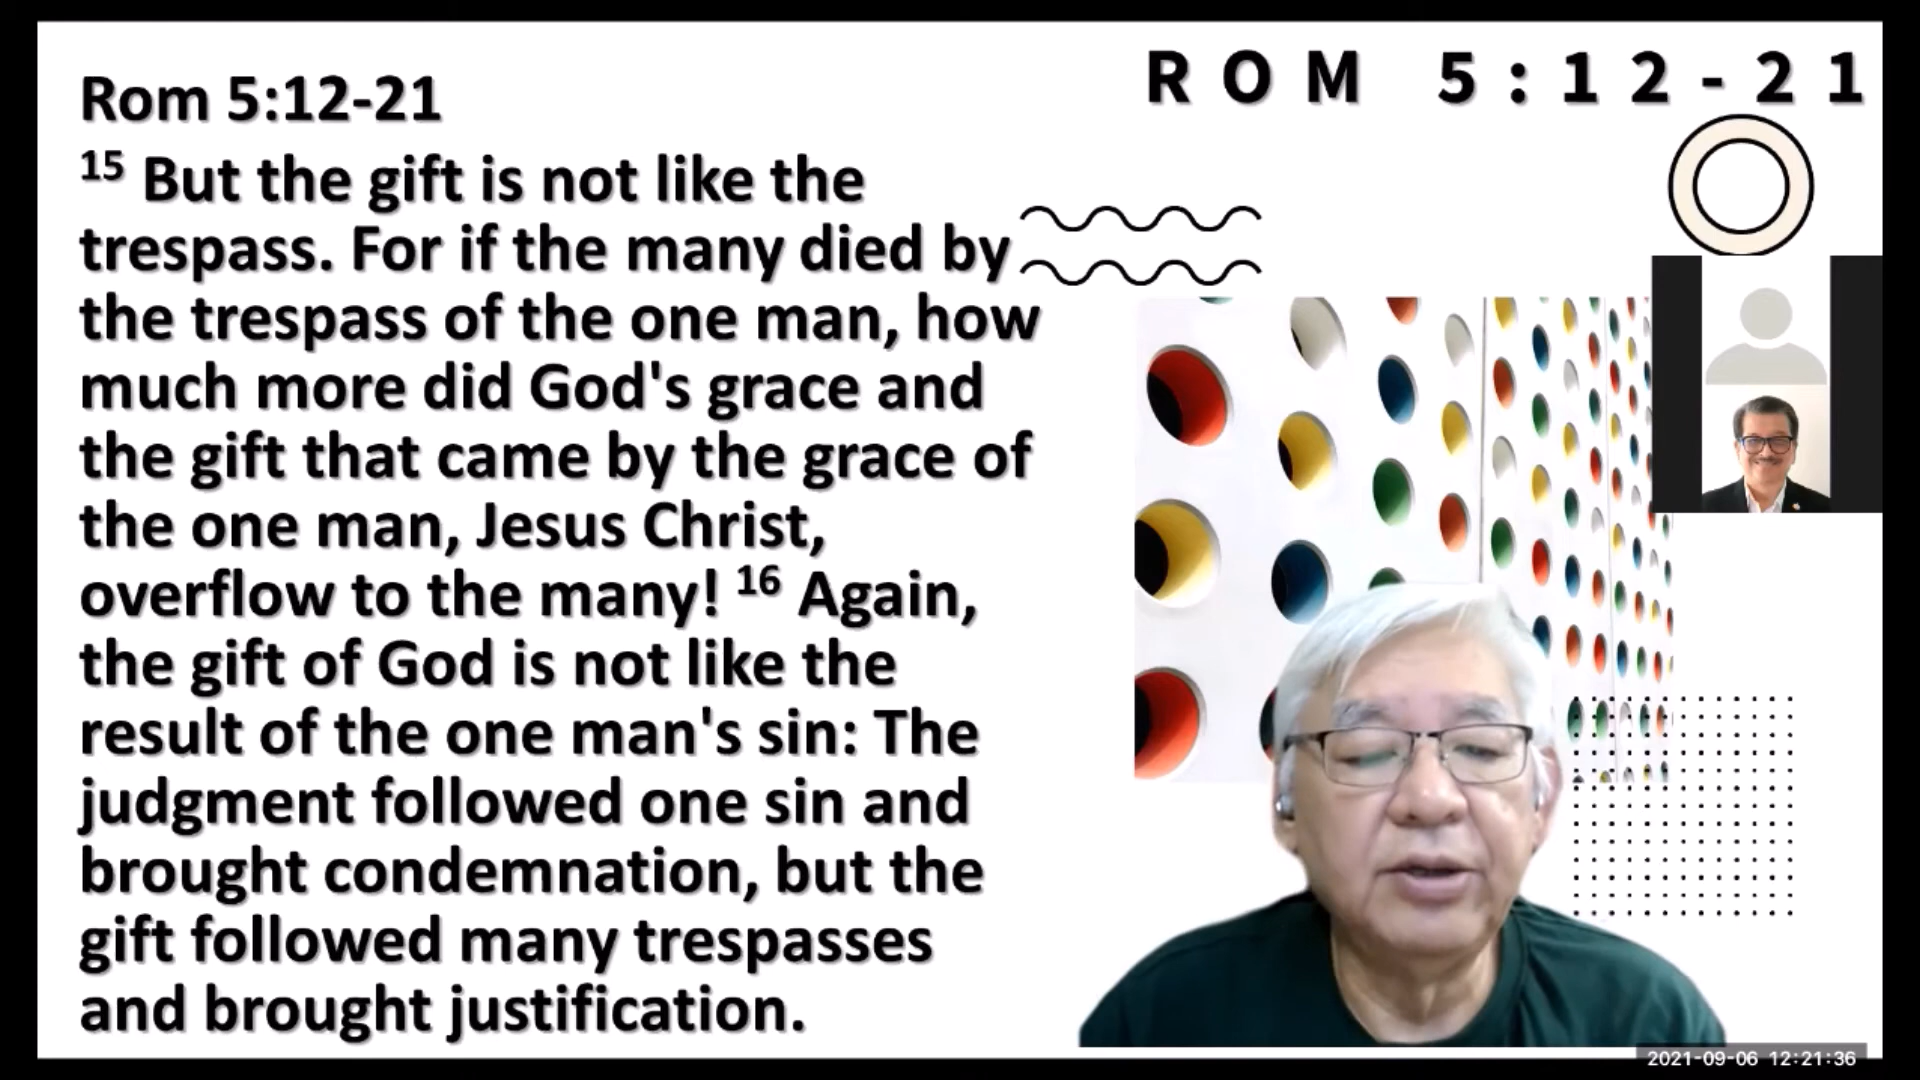 ROM 5:12-21
Rom 5:12-21
15 But the gift is not like the
trespass. For if the many died by
the trespass of the one man, how
much more did God's grace and
the gift that came by the grace of
the one man, Jesus Christ,
overflow to the many! 16 Again,
the gift of God is not like the
result of the one man's sin: The
judgment followed one sin and
brought condemnation, but the
gift followed many trespasses
and brought justification.
2021-09-06 12:21:36